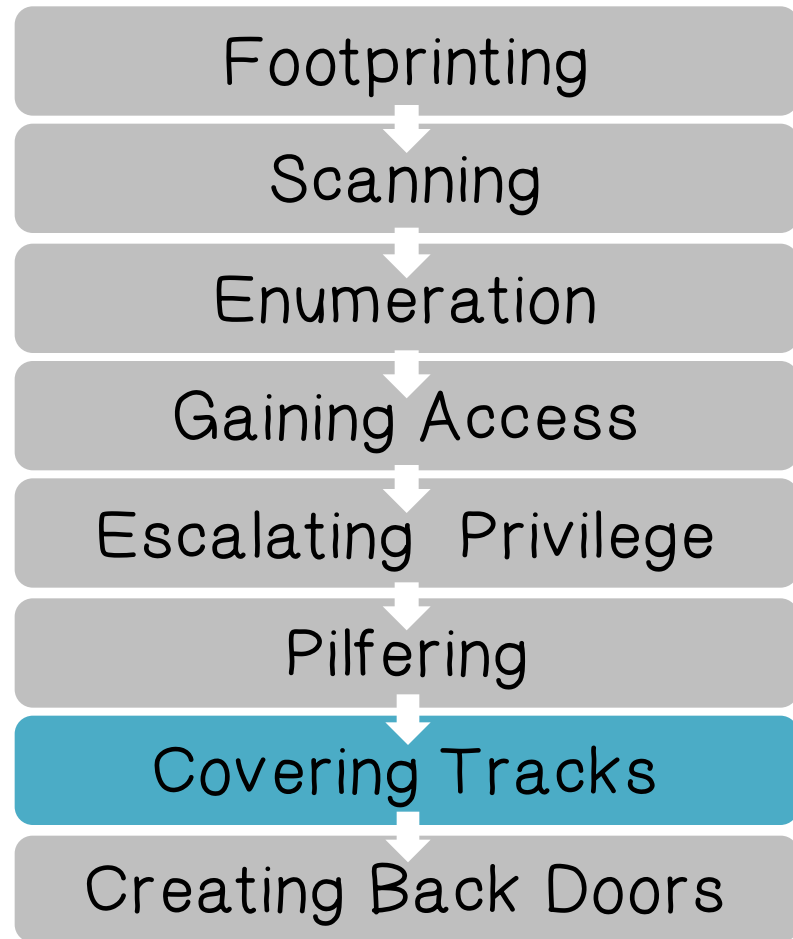 Footprinting
Scanning
Enumeration
Gaining Access
Escalating Privilege
Pilfering
Covering Tracks
Creating Back Doors